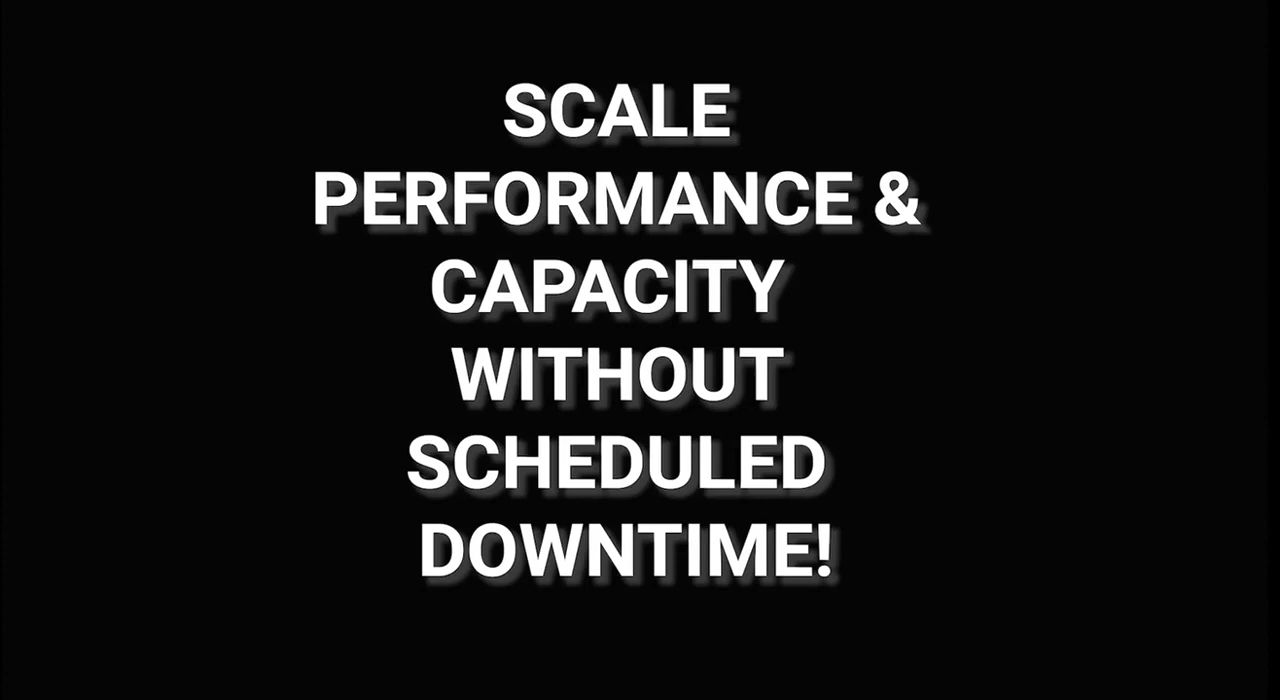 SCALE
PERFORMANCE &
CAPACITY
WITHOUT
SCHEDULED
DOWNTIME!